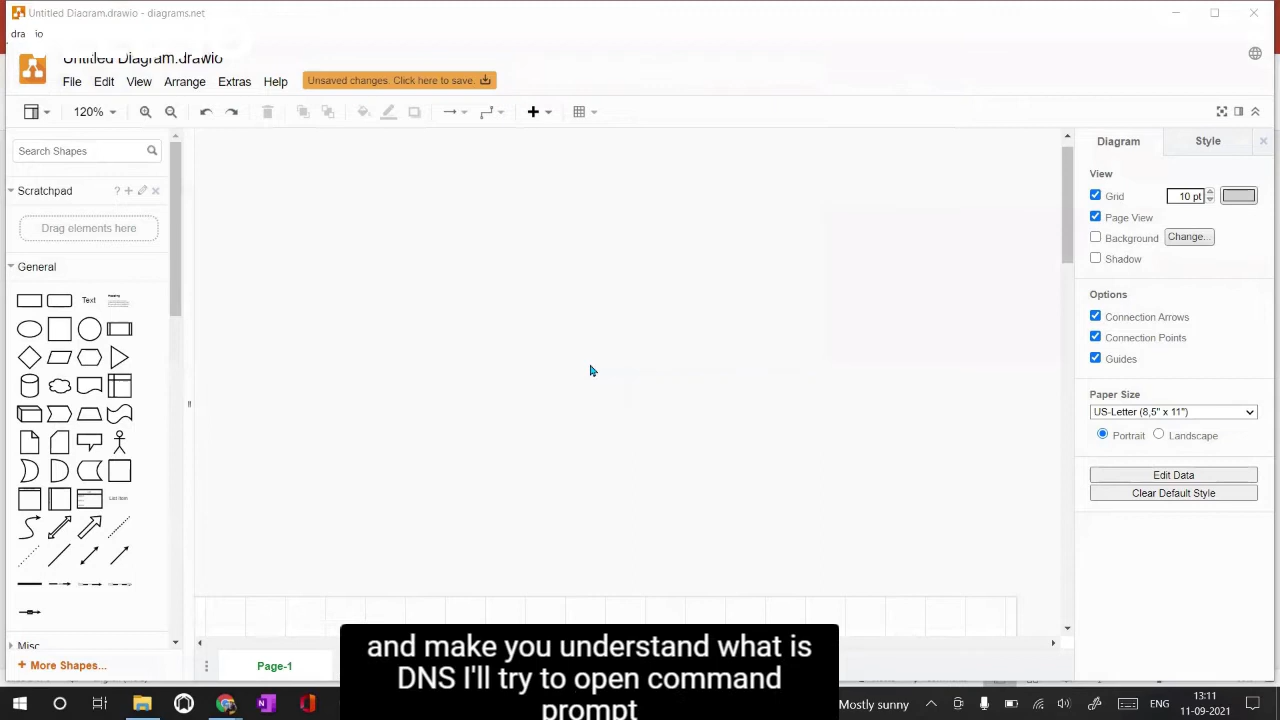 Untitled Diagram.drawio - diagrams.net
Untitled Diagram.drawio
File Edit View Arrange Extras Help
Unsaved changes. Click here to save.
120%
Search Shapes
Scratchpad
Drag elements here
General
Text
Heading
List Item
Misc
+ More Shapes...
Page-1
Diagram Style
View
Grid 10 pt
Page View
Background Change...
Shadow
Options
Connection Arrows
Connection Points
Guides
Paper Size
US-Letter (8,5" x 11")
Portrait Landscape
Edit Data
Clear Default Style
and make you understand what is
DNS I'll try to open command
prompt
Mostly sunny
13:11
11-09-2021